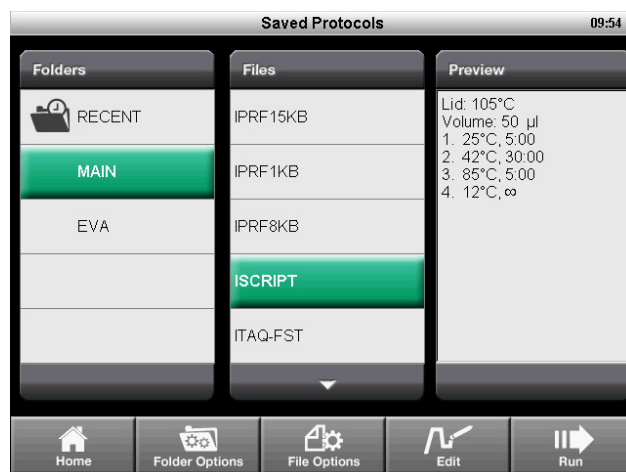 Saved Protocols
09:54
Folders
RECENT
MAIN
EVA
Files
IPRF15KB
IPRF1KB
IPRF8KB
ISCRIPT
ITAQ-FST
Preview
Lid: 105°C
Volume: 50 µl
1. 25°C, 5:00
2. 42°C, 30:00
3. 85°C, 5:00
4. 12°C, ∞
Home
Folder Options
File Options
Edit
Run